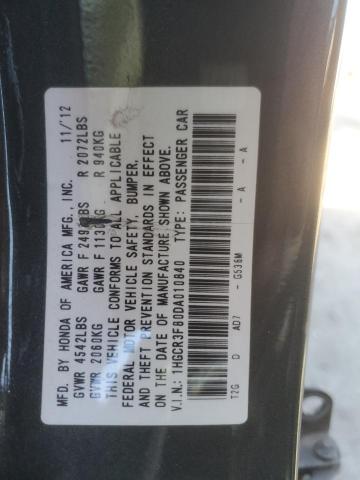 MFD. BY HONDA OF AMERICA MFG., INC. 11/'12
GVWR 4542LBS GAWR F 2492LBS R 2072LBS
GVWR 2060KG GAWR F 1130KG R 940KG
THIS VEHICLE CONFORMS TO ALL APPLICABLE
FEDERAL MOTOR VEHICLE SAFETY, BUMPER,
AND THEFT PREVENTION STANDARDS IN EFFECT
ON THE DATE OF MANUFACTURE SHOWN ABOVE.
V.I.N.: 1HGCR3F80DA010840 TYPE: PASSENGER CAR
T2G D AD7 - G536M - A - A